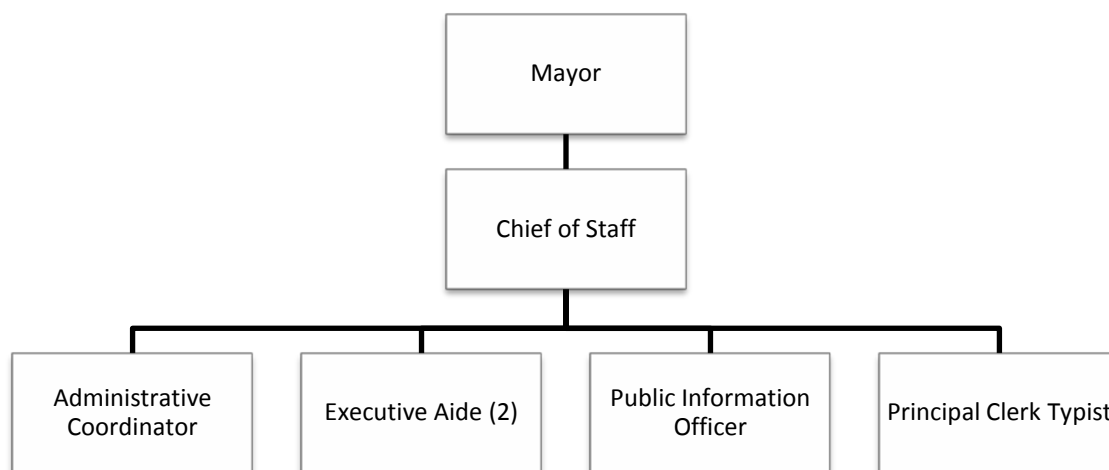 Mayor
Chief of Staff
Administrative
Coordinator
Executive Aide (2)
Public Information
Officer
Principal Clerk Typist